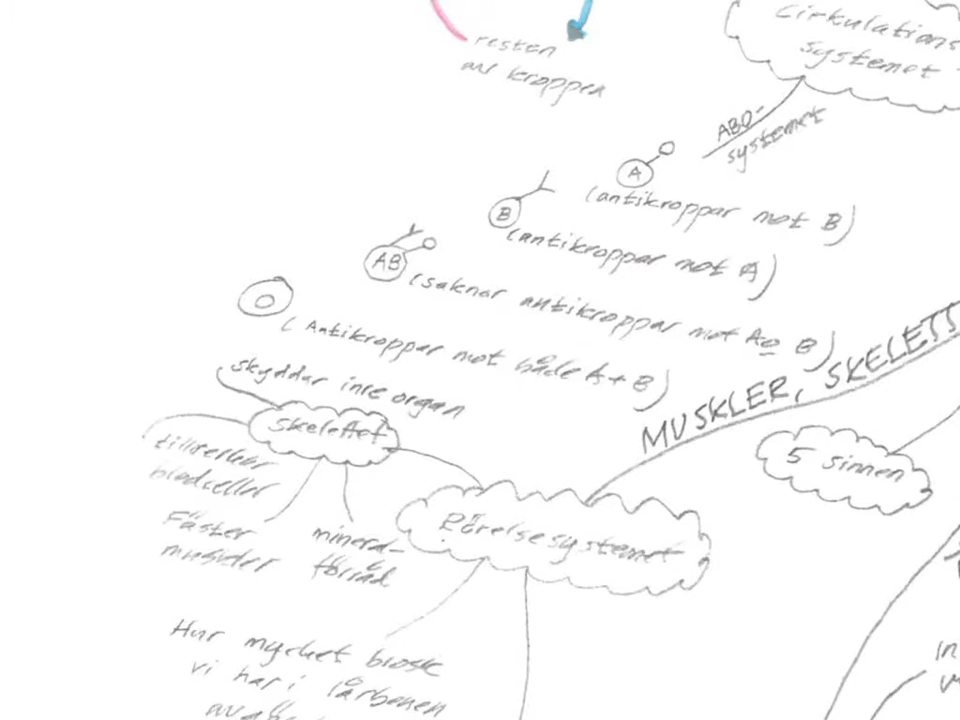 resten
av kroppen
Cirkulations
systemet
ABO-
systemet
A
(antikroppar mot B)
B
(antikroppar mot A)
AB
(saknar antikroppar mot A o B)
O
(Antikroppar mot både A + B)
MUSKLER, SKELETT
skyddar inre organ
skelettet
tillverkar
blodceller
Fäster
muskler
mineral-
förråd
5 sinnen
Rörelsesystemet
Hur mycket brosk
vi har i lårbenen